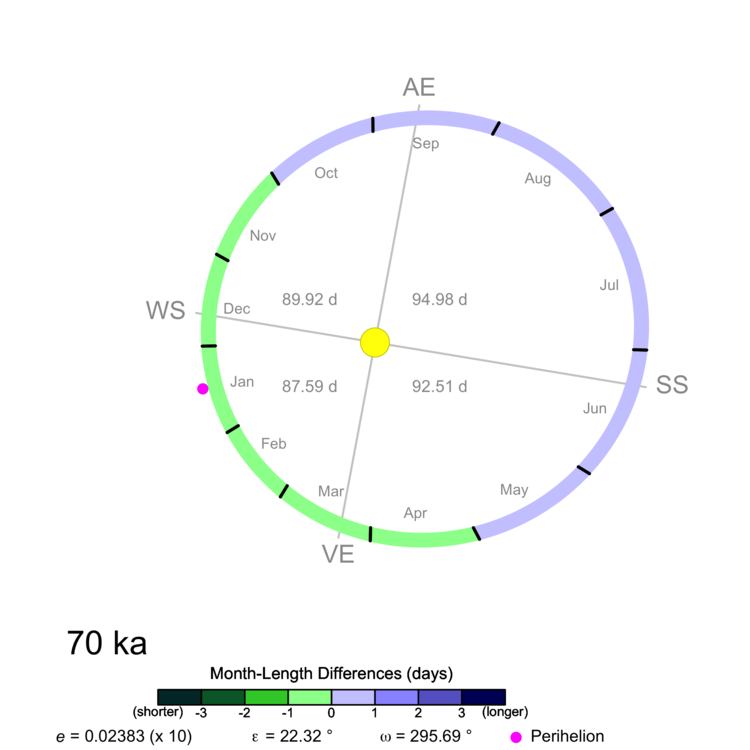 AE
Sep
Oct
Aug
Nov
Jul
89.92 d
94.98 d
WS
Dec
Jan
87.59 d
92.51 d
SS
Jun
Feb
Mar
May
Apr
VE
70 ka
Month-Length Differences (days)
(shorter) -3 -2 -1 0 1 2 3 (longer)
e = 0.02383 (x 10) ε = 22.32 ° ω = 295.69 ° Perihelion